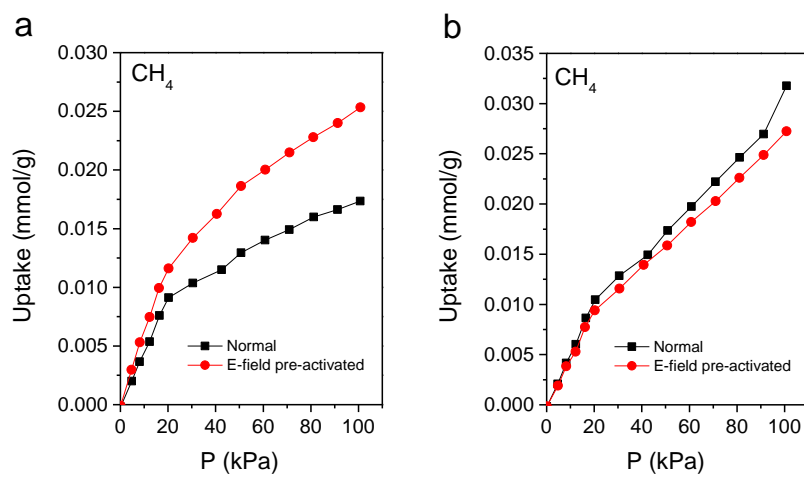 a
CH4
Uptake (mmol/g)
0.030
0.025
0.020
0.015
0.010
0.005
0.000
Normal
E-field pre-activated
0 20 40 60 80 100
P (kPa)
b
CH4
Uptake (mmol/g)
0.035
0.030
0.025
0.020
0.015
0.010
0.005
0.000
Normal
E-field pre-activated
0 20 40 60 80 100
P (kPa)